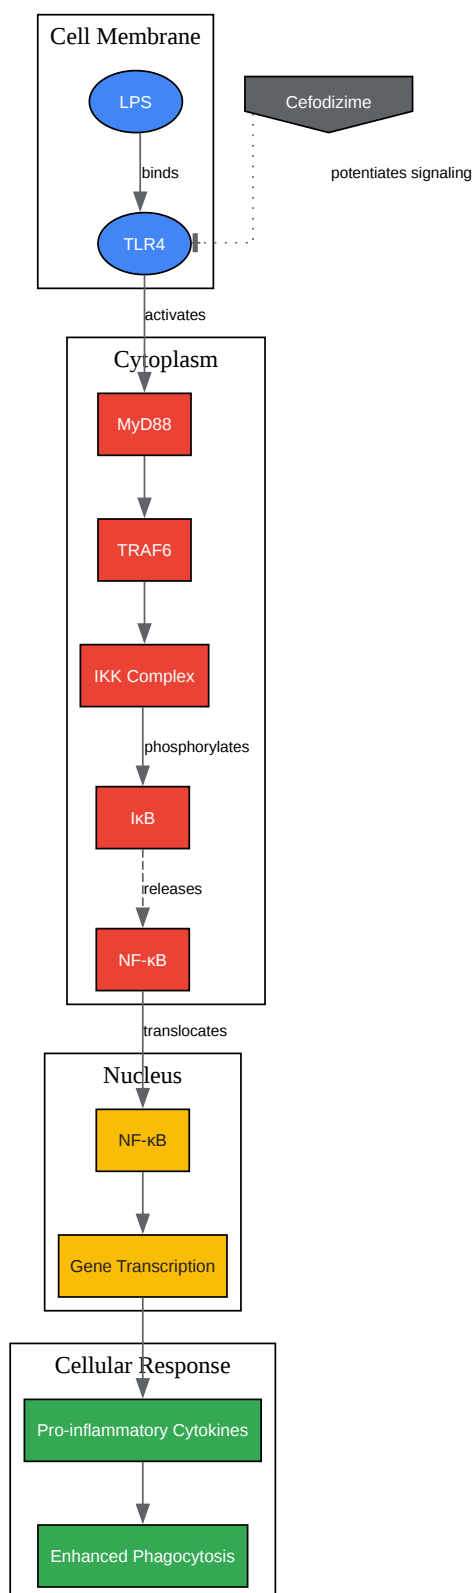 Cell Membrane
LPS
Cefodizime
binds
potentiates signaling
TLR4
activates
Cytoplasm
MyD88
TRAF6
IKK Complex
phosphorylates
IκB
releases
NF-κB
translocates
Nucleus
NF-κB
Gene Transcription
Cellular Response
Pro-inflammatory Cytokines
Enhanced Phagocytosis